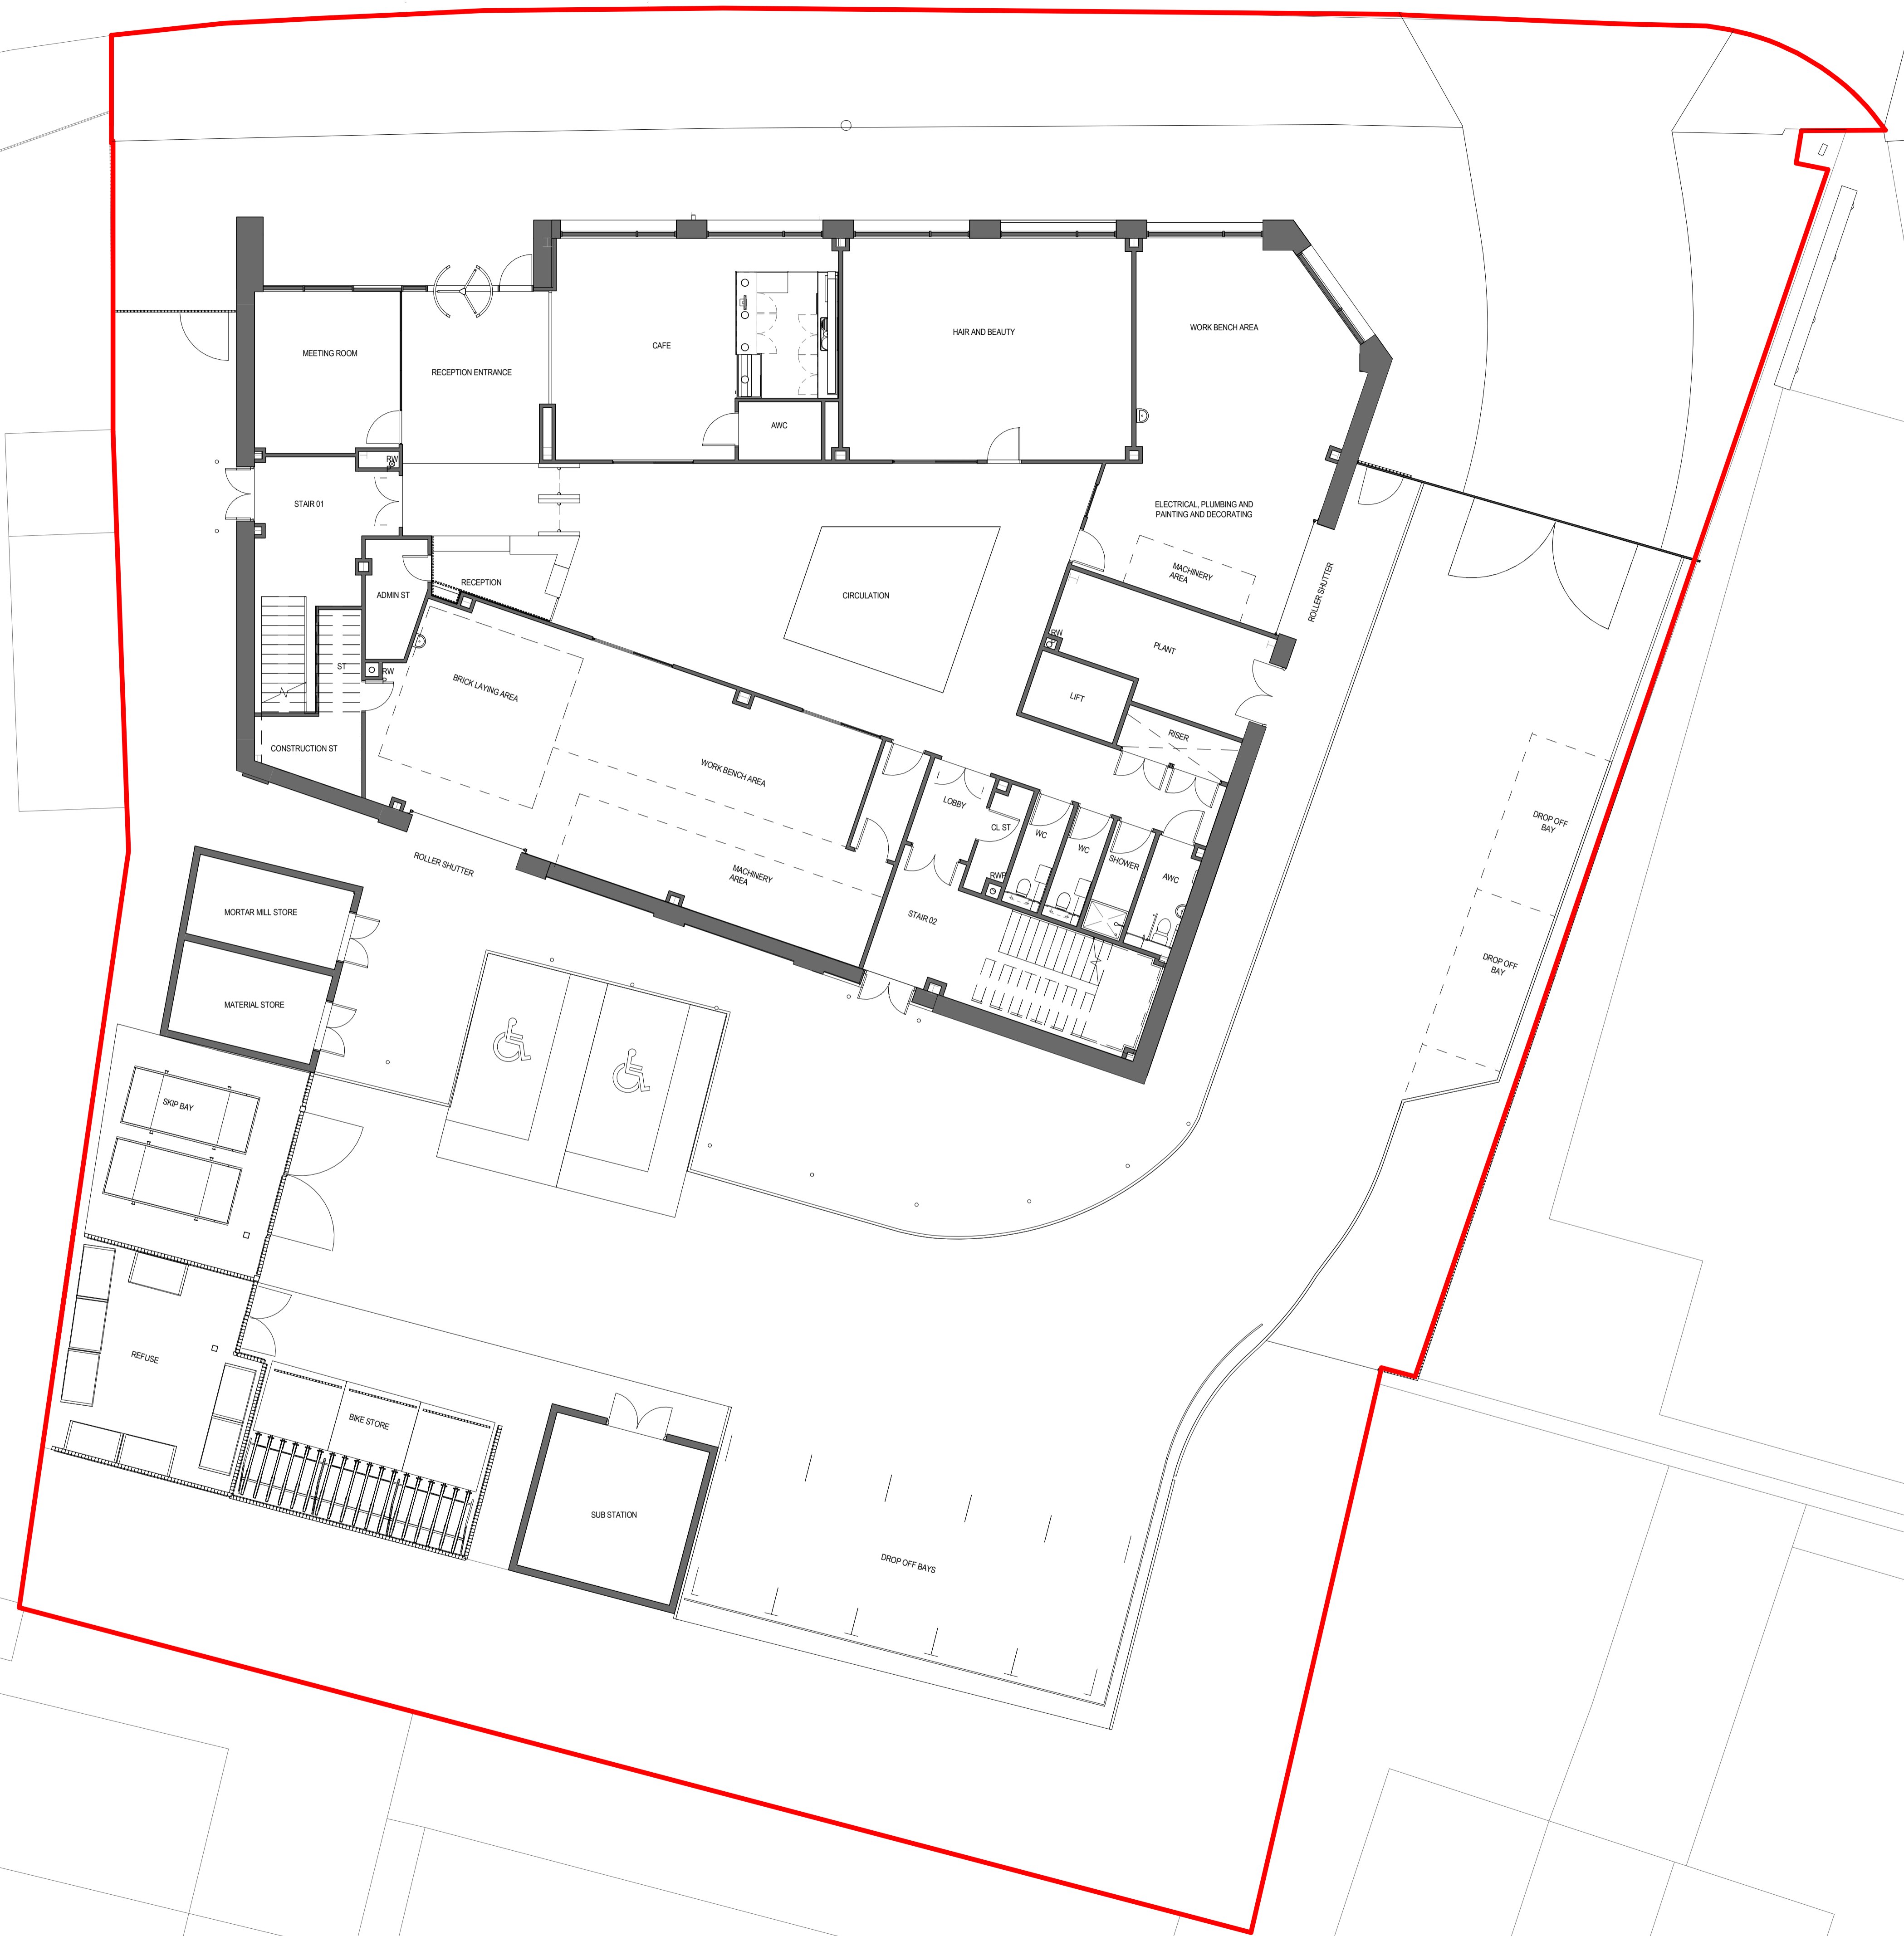 MEETING ROOM
RECEPTION ENTRANCE
CAFE
AWC
HAIR AND BEAUTY
WORK BENCH AREA
RW
STAIR 01
ELECTRICAL, PLUMBING AND
PAINTING AND DECORATING
MACHINERY
AREA
ROLLER SHUTTER
RECEPTION
ADMIN ST
CIRCULATION
RW
PLANT
ST
RW
LIFT
BRICK LAYING AREA
RISER
CONSTRUCTION ST
WORK BENCH AREA
LOBBY
CL ST
WC
WC
SHOWER
AWC
ROLLER SHUTTER
MACHINERY
AREA
RWP
STAIR 02
DROP OFF
BAY
DROP OFF
BAY
MORTAR MILL STORE
MATERIAL STORE
SKIP BAY
REFUSE
BIKE STORE
SUB STATION
DROP OFF BAYS